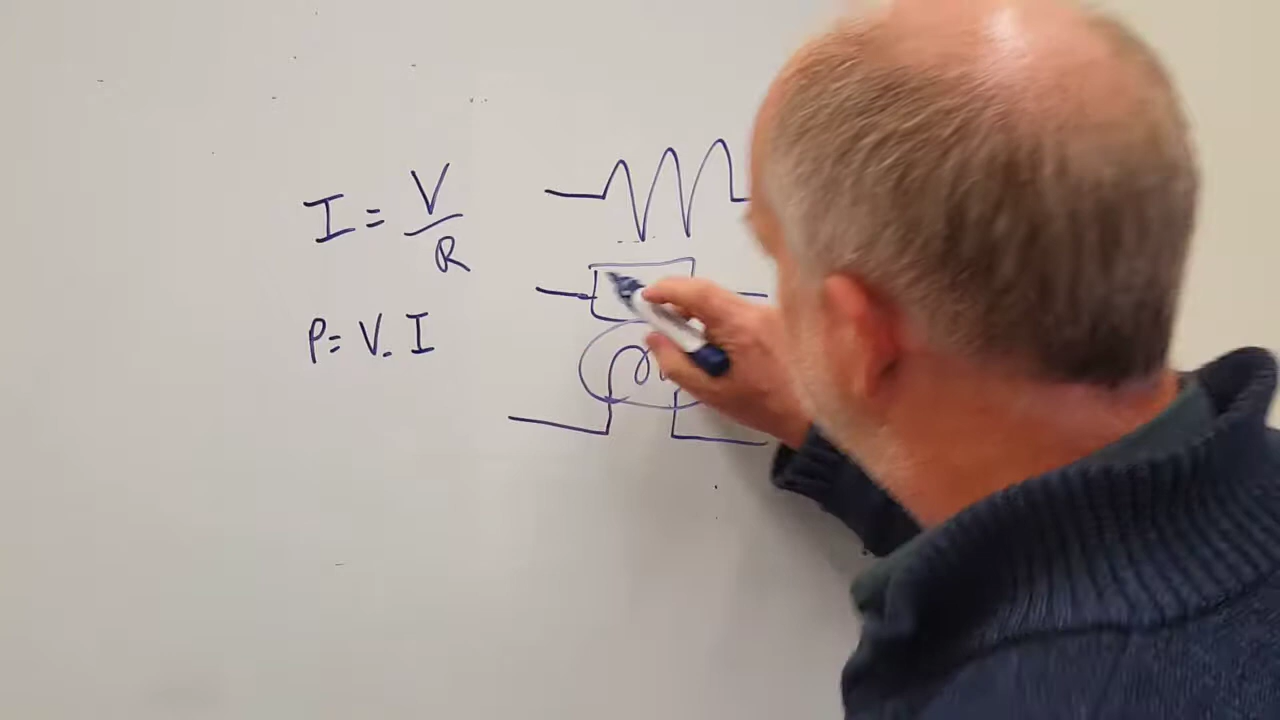 I = V/R
P = V. I